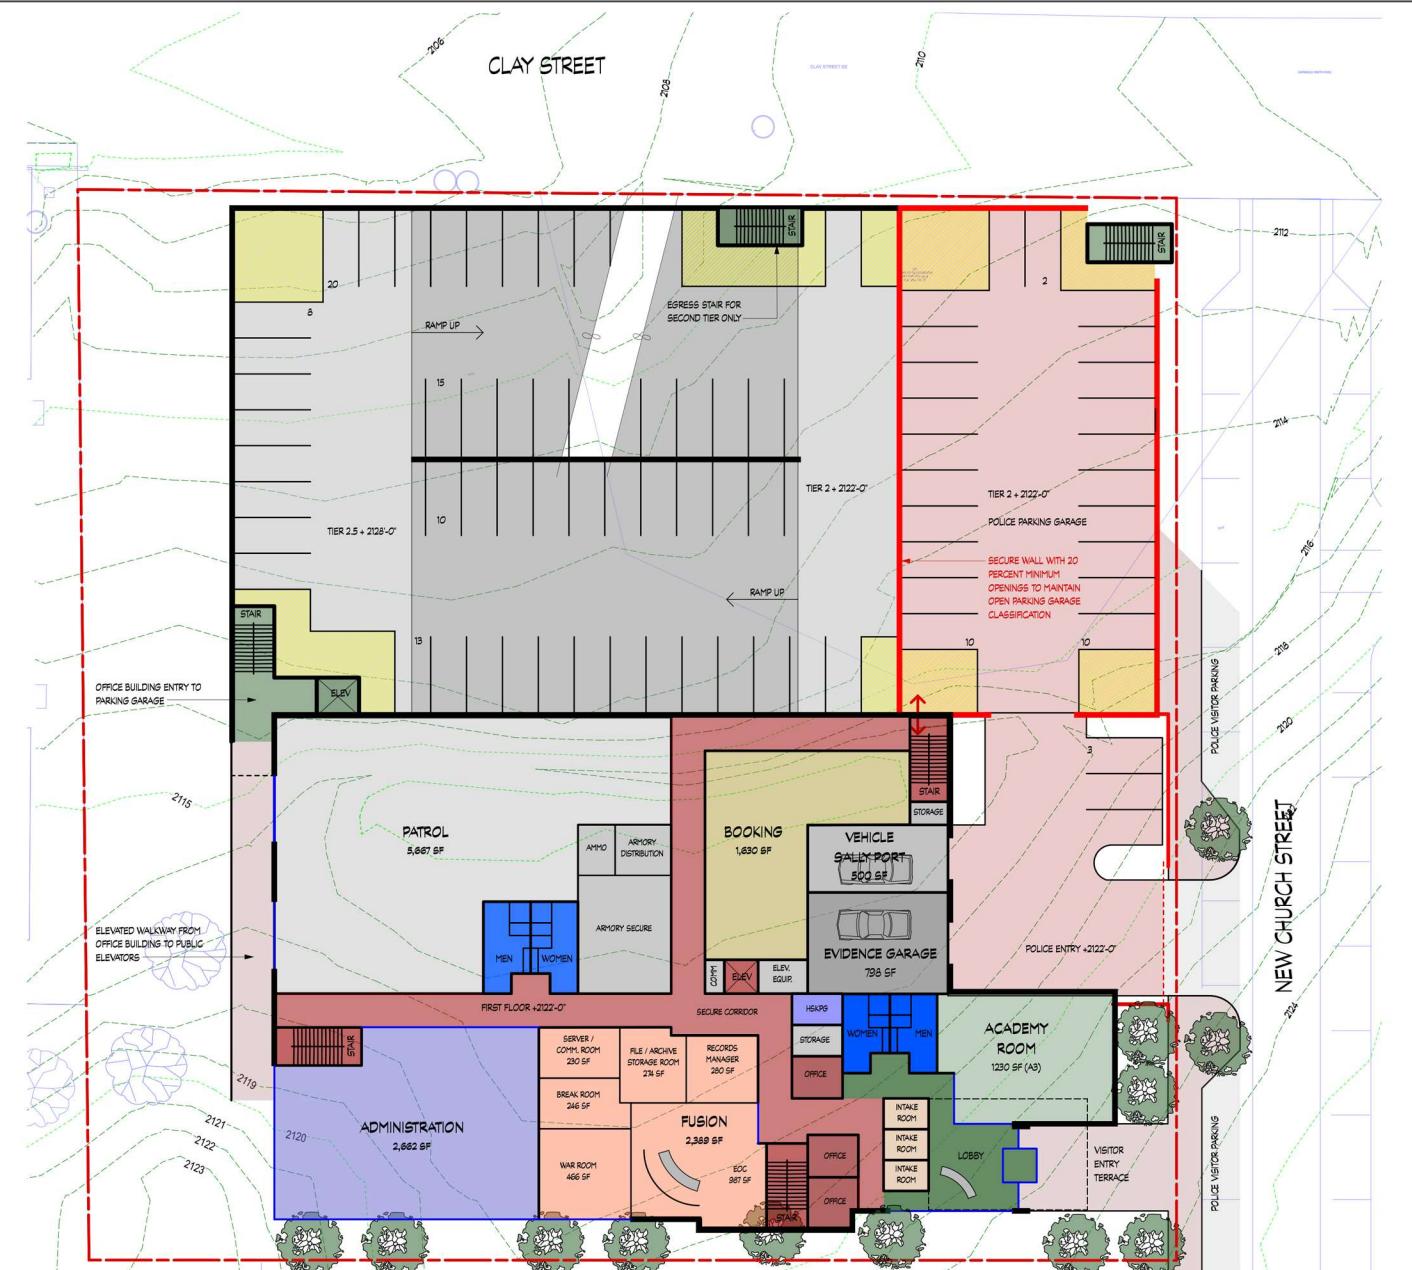 CLAY STREET
2106
2108
2110
CLAY STREET SE
2112
STAIR
STAIR
20
8
2
EGRESS STAIR FOR
SECOND TIER ONLY
RAMP UP
15
2114
TIER 2 + 2122'-0"
TIER 2 + 2122'-0"
POLICE PARKING GARAGE
10
TIER 2.5 + 2128'-0"
2116
SECURE WALL WITH 20
PERCENT MINIMUM
OPENINGS TO MAINTAIN
OPEN PARKING GARAGE
CLASSIFICATION
RAMP UP
STAIR
13
10
10
2118
OFFICE BUILDING ENTRY TO
PARKING GARAGE
ELEV
POLICE VISITOR PARKING
2120
3
2115
STAIR
STORAGE
PATROL
5,667 SF
AMMO
ARMORY
DISTRIBUTION
BOOKING
1,630 SF
VEHICLE
SALLY PORT
500 SF
NEW CHURCH STREET
ELEVATED WALKWAY FROM
OFFICE BUILDING TO PUBLIC
ELEVATORS
ARMORY SECURE
MEN
WOMEN
EVIDENCE GARAGE
798 SF
POLICE ENTRY +2122'-0"
COMM
ELEV
ELEV.
EQUIP.
FIRST FLOOR +2122'-0"
SECURE CORRIDOR
HSKPG
2124
STAIR
SERVER /
COMM. ROOM
230 SF
FILE / ARCHIVE
STORAGE ROOM
274 SF
RECORDS
MANAGER
280 SF
STORAGE
WOMEN
MEN
ACADEMY
ROOM
1230 SF (A3)
OFFICE
2119
BREAK ROOM
246 SF
INTAKE
ROOM
2121
2122
2123
2120
ADMINISTRATION
2,662 SF
FUSION
2,389 SF
INTAKE
ROOM
OFFICE
LOBBY
VISITOR
ENTRY
TERRACE
POLICE VISITOR PARKING
WAR ROOM
466 SF
EOC
987 SF
INTAKE
ROOM
OFFICE
STAIR